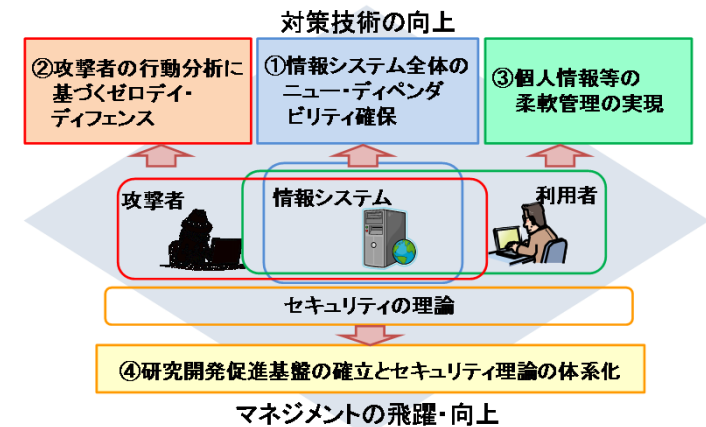 対策技術の向上
②攻撃者の行動分析に
基づくゼロデイ・
ディフェンス
①情報システム全体の
ニュー・ディペンダ
ビリティ確保
③個人情報等の
柔軟管理の実現
攻撃者
情報システム
利用者
セキュリティの理論
④研究開発促進基盤の確立とセキュリティ理論の体系化
マネジメントの飛躍・向上